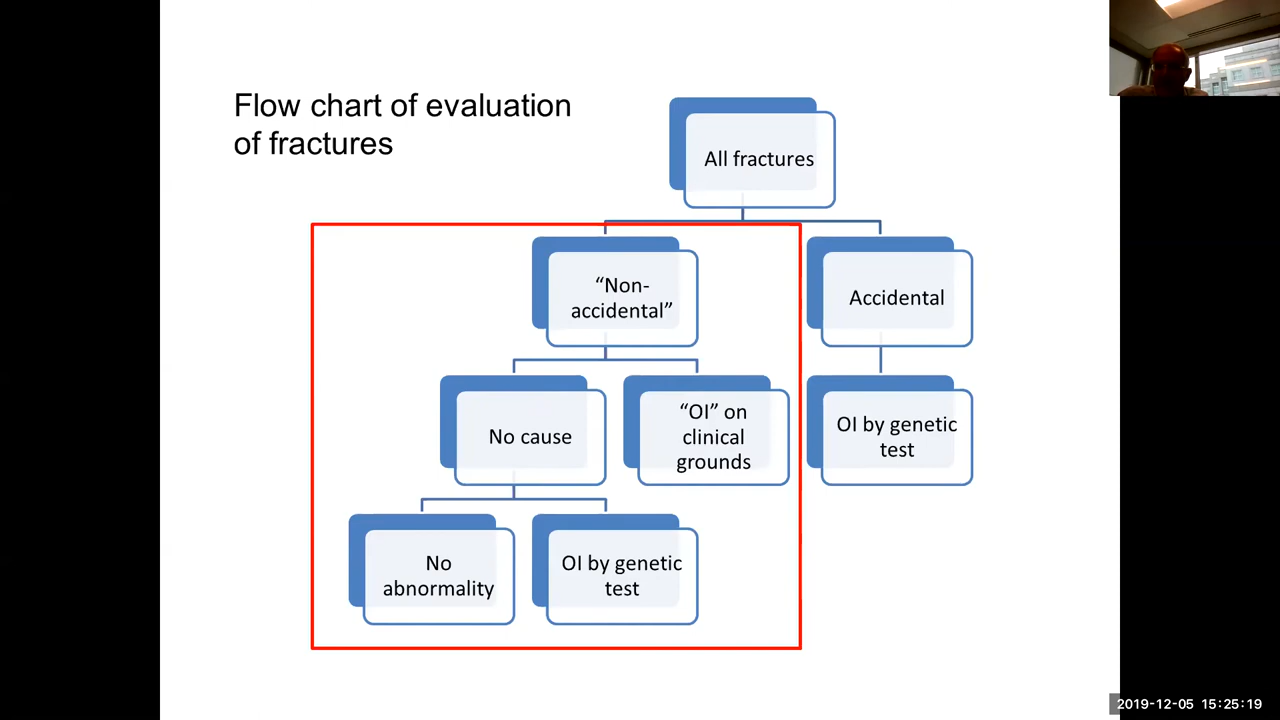 Flow chart of evaluation
of fractures
All fractures
“Non-
accidental”
Accidental
No cause
“OI” on
clinical
grounds
OI by genetic
test
No
abnormality
OI by genetic
test
2019-12-05 15:25:19